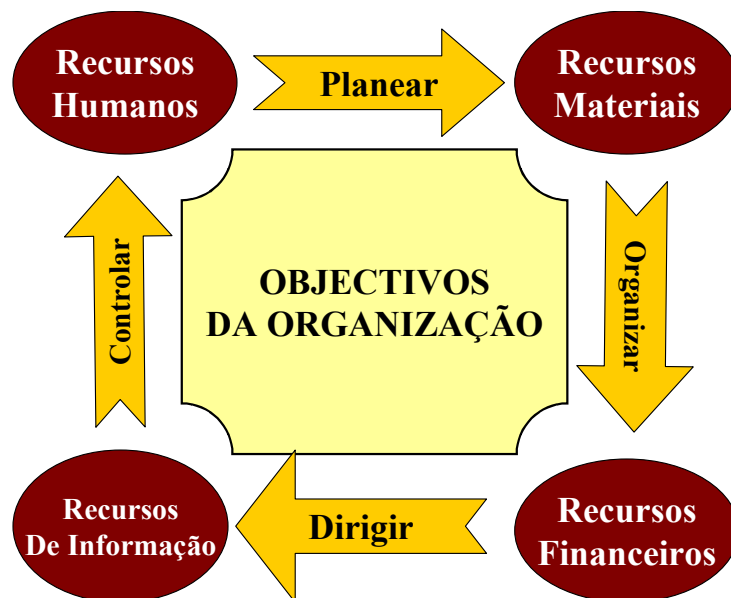 Recursos
Humanos
Planear
Recursos
Materiais
Controlar
OBJECTIVOS
DA ORGANIZAÇÃO
Organizar
Recursos
De Informação
Dirigir
Recursos
Financeiros